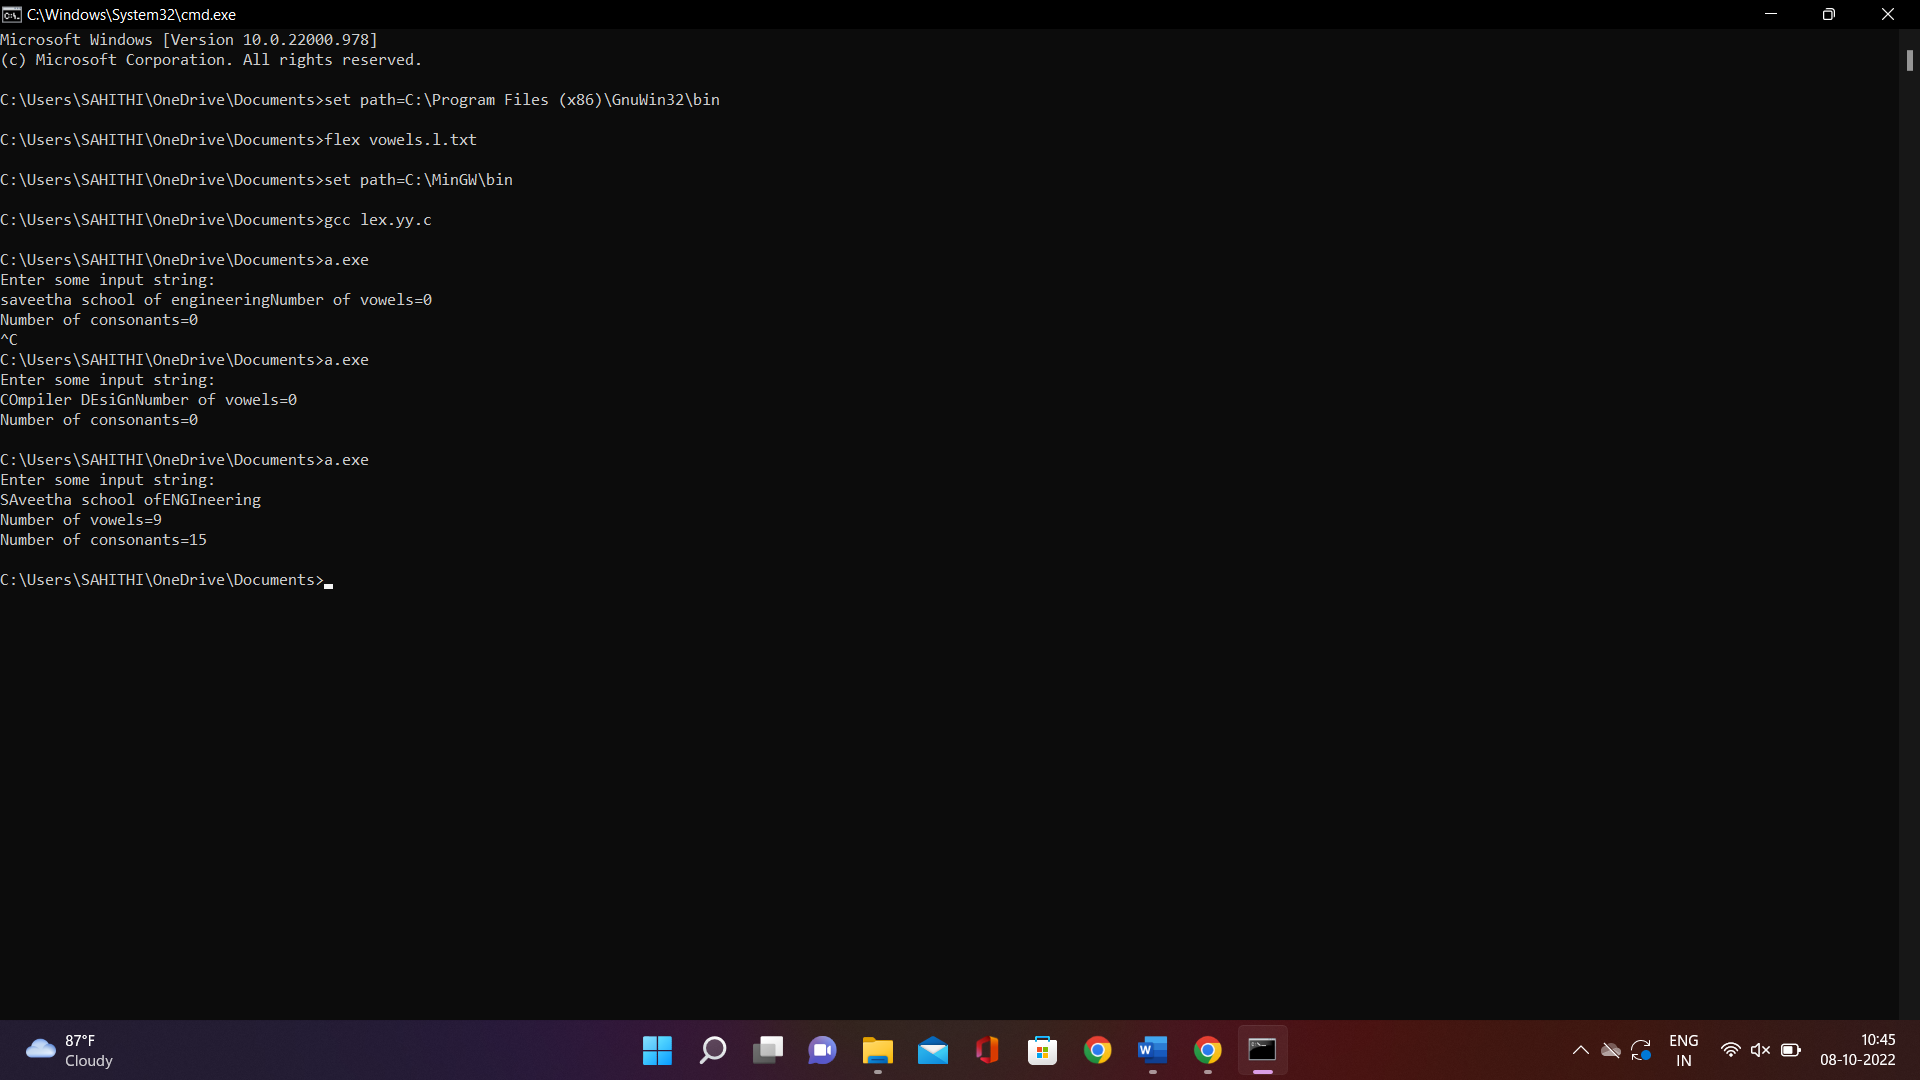 C:\Windows\System32\cmd.exe
Microsoft Windows [Version 10.0.22000.978]
(c) Microsoft Corporation. All rights reserved.
C:\Users\SAHITHI\OneDrive\Documents>set path=C:\Program Files (x86)\GnuWin32\bin
C:\Users\SAHITHI\OneDrive\Documents>flex vowels.l.txt
C:\Users\SAHITHI\OneDrive\Documents>set path=C:\MinGW\bin
C:\Users\SAHITHI\OneDrive\Documents>gcc lex.yy.c
C:\Users\SAHITHI\OneDrive\Documents>a.exe
Enter some input string:
saveetha school of engineeringNumber of vowels=0
Number of consonants=0
^C
C:\Users\SAHITHI\OneDrive\Documents>a.exe
Enter some input string:
COmpiler DEsiGnNumber of vowels=0
Number of consonants=0
C:\Users\SAHITHI\OneDrive\Documents>a.exe
Enter some input string:
SAveetha school ofENGIneering
Number of vowels=9
Number of consonants=15
C:\Users\SAHITHI\OneDrive\Documents>
87°F
Cloudy
ENG
IN
10:45
08-10-2022